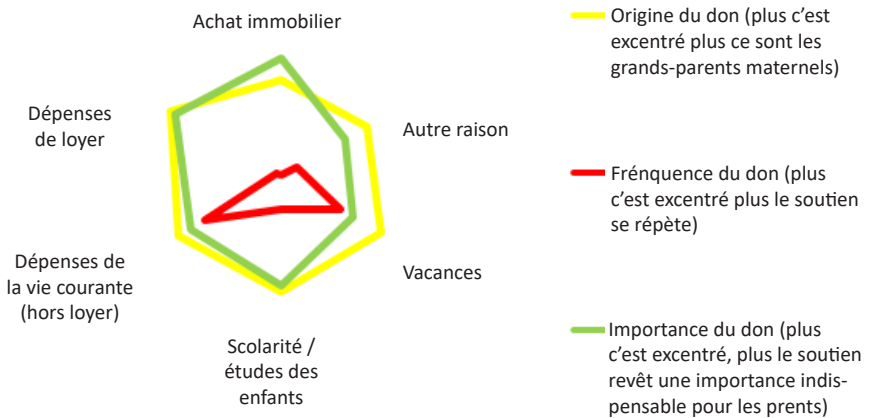 Achat immobilier
Autre raison
Vacances
Scolarité /
études des
enfants
Dépenses de
la vie courante
(hors loyer)
Dépenses
de loyer
Origine du don (plus c’est
excentré plus ce sont les
grands-parents maternels)
Frénquence du don (plus
c’est excentré plus le soutien
se répète)
Importance du don (plus
c’est excentré, plus le soutien
revêt une importance indis-
pensable pour les prents)